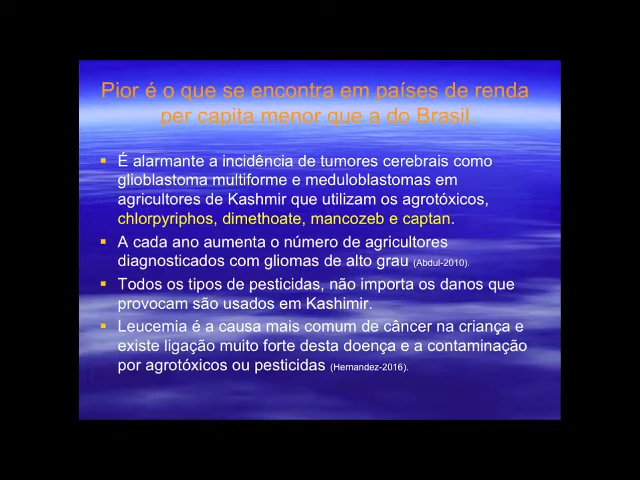 Pior é o que se encontra em países de renda
per capita menor que a do Brasil.
É alarmante a incidência de tumores cerebrais como
glioblastoma multiforme e meduloblastomas em
agricultores de Kashmir que utilizam os agrotóxicos,
chlorpyriphos, dimethoate, mancozeb e captan.
A cada ano aumenta o número de agricultores
diagnosticados com gliomas de alto grau (Abdul-2010).
Todos os tipos de pesticidas, não importa os danos que
provocam são usados em Kashimir.
Leucemia é a causa mais comum de câncer na criança e
existe ligação muito forte desta doença e a contaminação
por agrotóxicos ou pesticidas (Hernandez-2016).